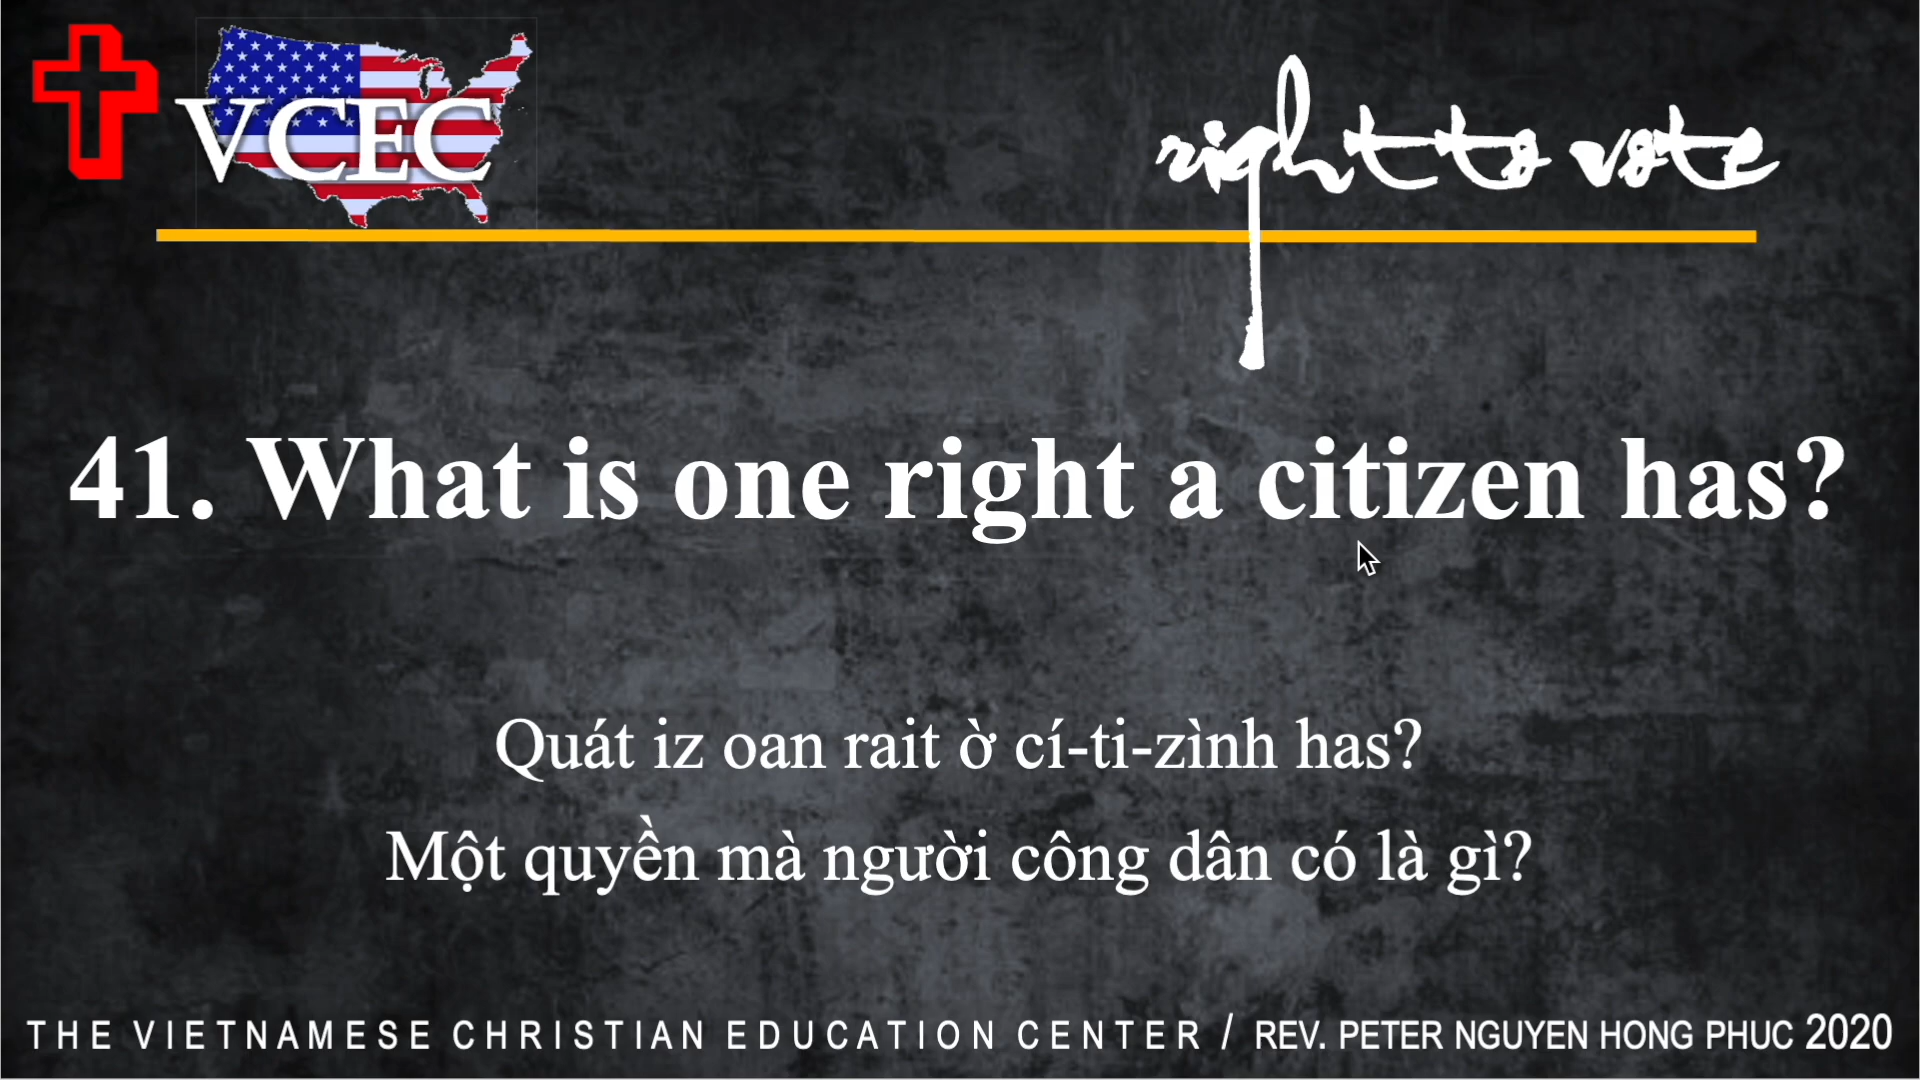 VCEC
right to vote
41. What is one right a citizen has?
Quát iz oan rait ờ cí-ti-zình has?
Một quyền mà người công dân có là gì?
THE VIETNAMESE CHRISTIAN EDUCATION CENTER / REV. PETER NGUYEN HONG PHUC 2020